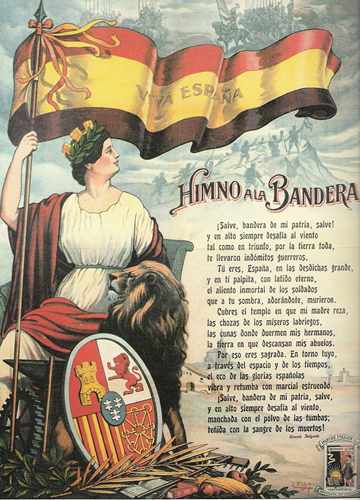 VIVA ESPAÑA
HIMNO A LA BANDERA
¡Salve, bandera de mi patria, salve!
y en alto siempre desafía al viento
tal como en triunfo, por la tierra toda,
te llevaron indómitos guerreros.
Tú eres, España, en las desdichas grande,
y en ti palpita, con latido eterno,
el aliento inmortal de los soldados
que a tu sombra, adorándote, murieron.
Cubres el templo en que mi madre reza,
las chozas de los míseros labriegos,
las cunas donde duermen mis hermanos,
la tierra en que descansan mis abuelos.
Por eso eres sagrada. En torno tuyo,
a través del espacio y de los tiempos,
el eco de las glorias españolas
vibra y retumba con marcial estruendo.
¡Salve, bandera de mi patria, salve,
y en alto siempre desafía al viento,
manchada con el polvo de las tumbas;
teñida con la sangre de los muertos!
Sinesio Delgado